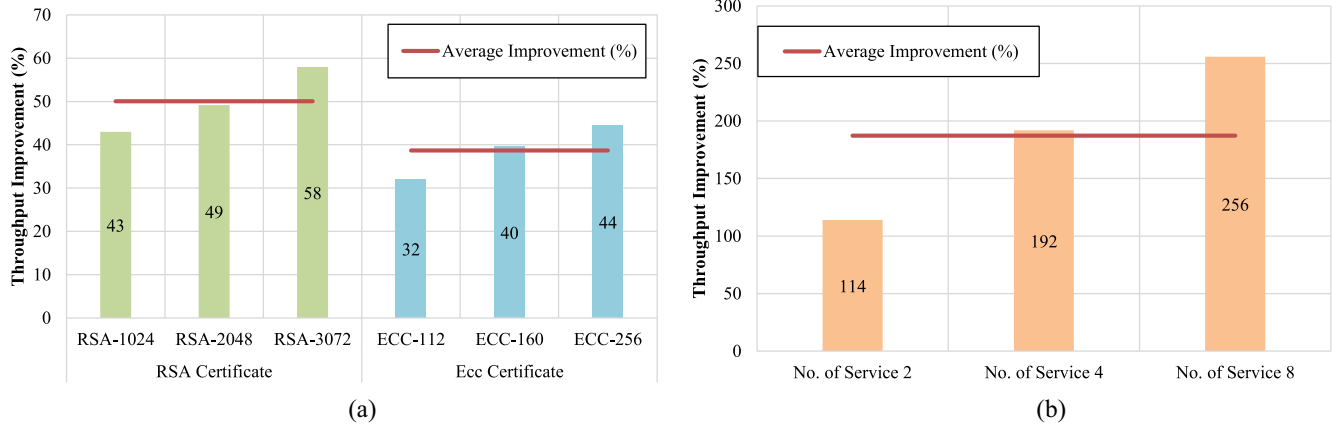 70
60
50
40
30
20
10
0
Throughput Improvement (%)
Average Improvement (%)
43
49
58
32
40
44
RSA-1024
RSA-2048
RSA-3072
ECC-112
ECC-160
ECC-256
RSA Certificate
Ecc Certificate
(a)
300
250
200
150
100
50
0
Throughput Improvement (%)
Average Improvement (%)
114
192
256
No. of Service 2
No. of Service 4
No. of Service 8
(b)